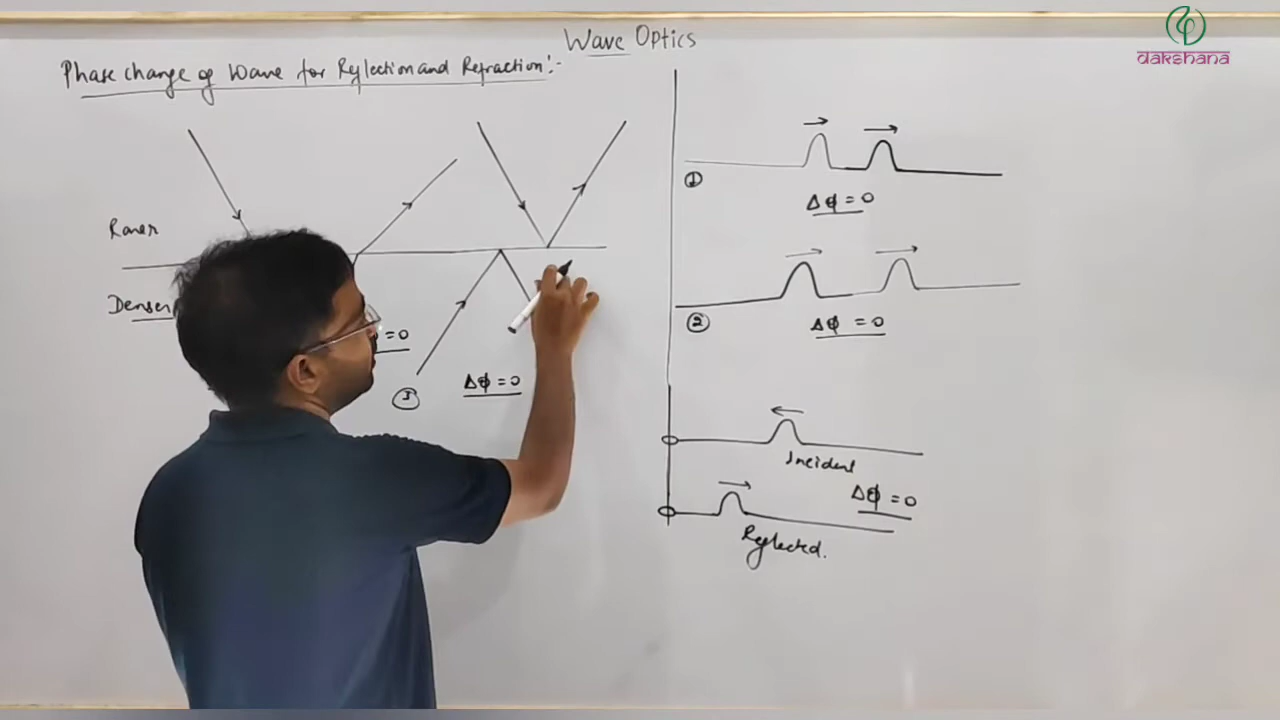 Wave Optics
dakshana
Phase change of Wave for Reflection and Refraction:-
Rarer
Denser
= 0
③
Δφ = 0
①
Δφ = 0
②
Δφ = 0
Incident
Δφ = 0
Reflected.